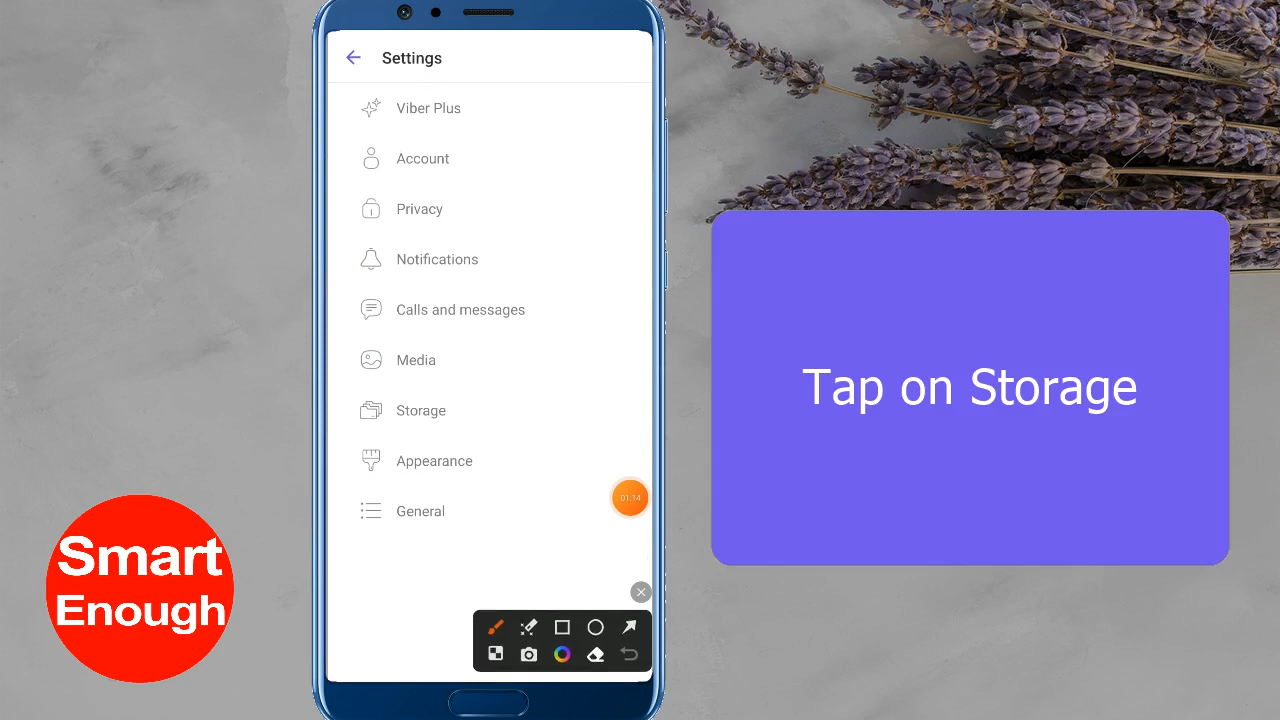 Settings
Viber Plus
Account
Privacy
Notifications
Calls and messages
Media
Storage
Appearance
General
01:14
Tap on Storage
Smart
Enough